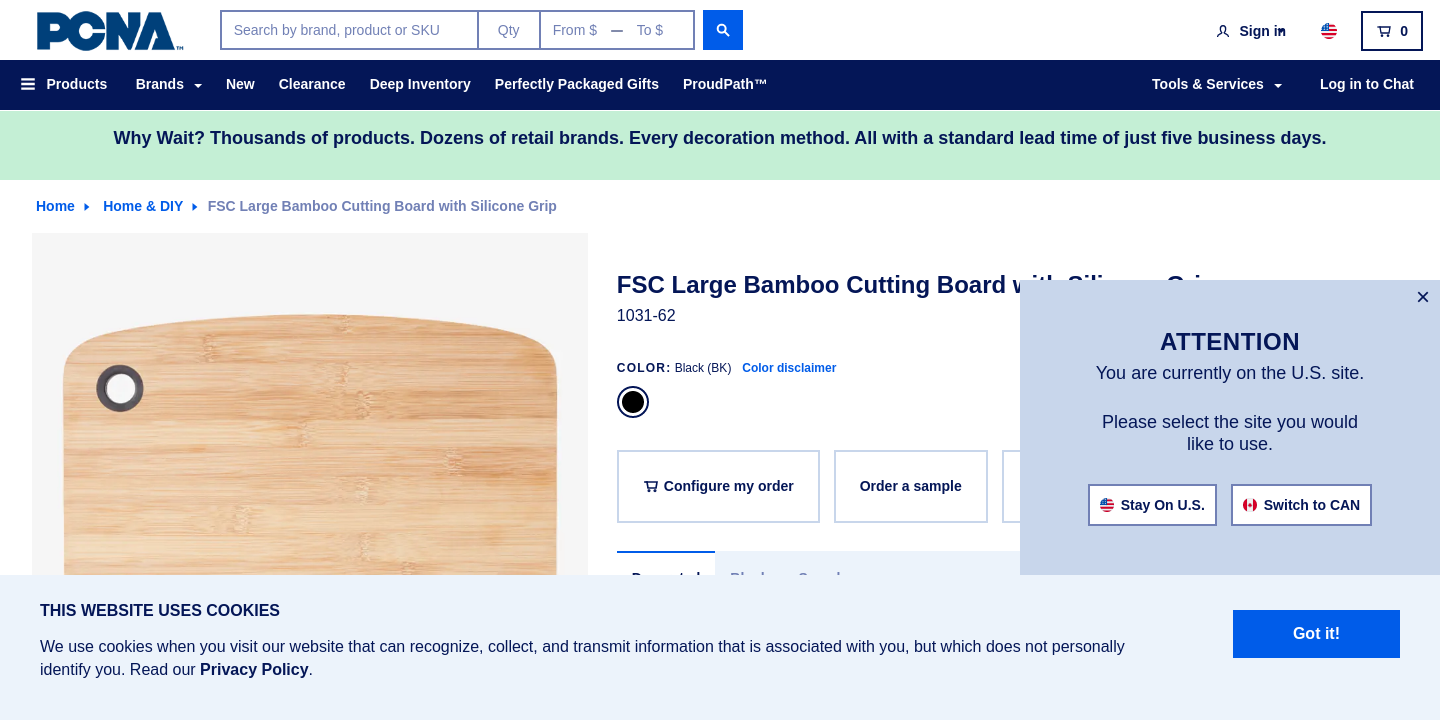 PCNA™
Search by brand, product or SKU
Qty
From $ — To $
Sign in
0
Products
Brands
New
Clearance
Deep Inventory
Perfectly Packaged Gifts
ProudPath™
Tools & Services
Log in to Chat
Why Wait? Thousands of products. Dozens of retail brands. Every decoration method. All with a standard lead time of just five business days.
Home
Home & DIY
FSC Large Bamboo Cutting Board with Silicone Grip
FSC Large Bamboo Cutting Board with Silicone Grip
1031-62
COLOR: Black (BK) Color disclaimer
Configure my order
Order a sample
ATTENTION
You are currently on the U.S. site.
Please select the site you would
like to use.
Stay On U.S.
Switch to CAN
THIS WEBSITE USES COOKIES
We use cookies when you visit our website that can recognize, collect, and transmit information that is associated with you, but which does not personally
identify you. Read our Privacy Policy.
Got it!